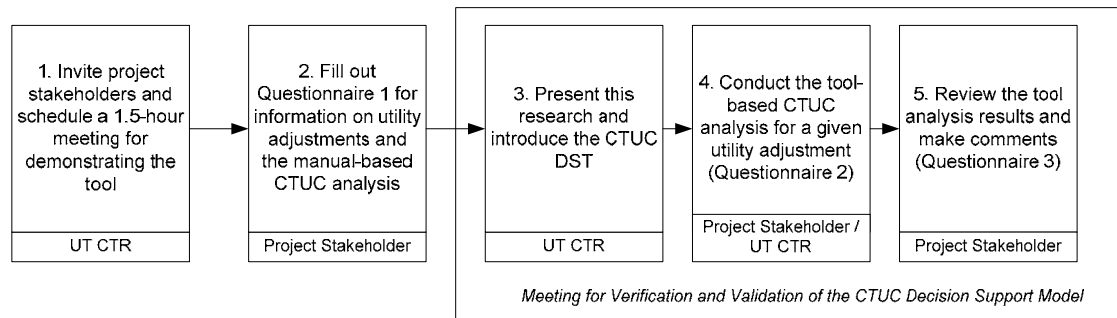 1. Invite project
stakeholders and
schedule a 1.5-hour
meeting for
demonstrating the
tool
UT CTR
2. Fill out
Questionnaire 1 for
information on utility
adjustments and
the manual-based
CTUC analysis
Project Stakeholder
3. Present this
research and
introduce the CTUC
DST
UT CTR
4. Conduct the tool-
based CTUC
analysis for a given
utility adjustment
(Questionnaire 2)
Project Stakeholder /
UT CTR
5. Review the tool
analysis results and
make comments
(Questionnaire 3)
Project Stakeholder
Meeting for Verification and Validation of the CTUC Decision Support Model